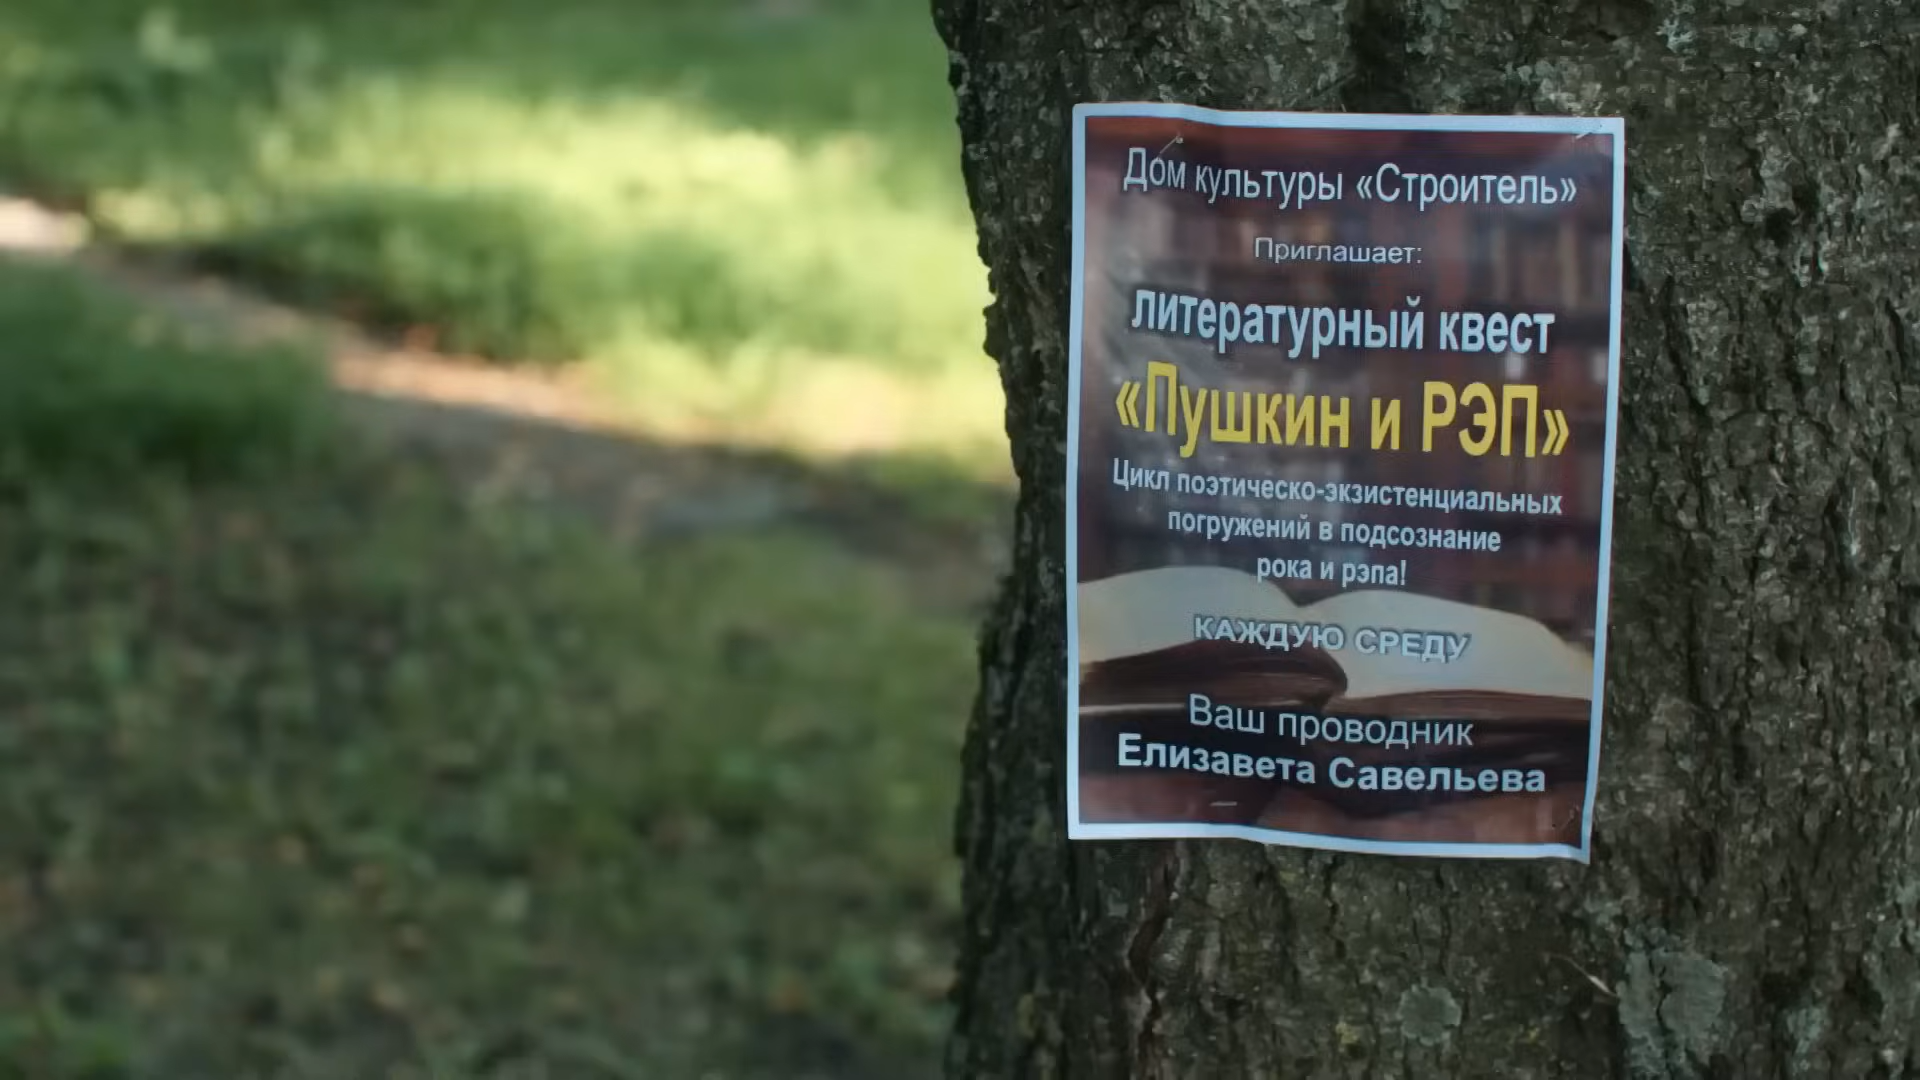 Дом культуры «Строитель»
Приглашает:
литературный квест
«Пушкин и РЭП»
Цикл поэтическо-экзистенциальных
погружений в подсознание
рока и рэпа!
КАЖДУЮ СРЕДУ
Ваш проводник
Елизавета Савельева